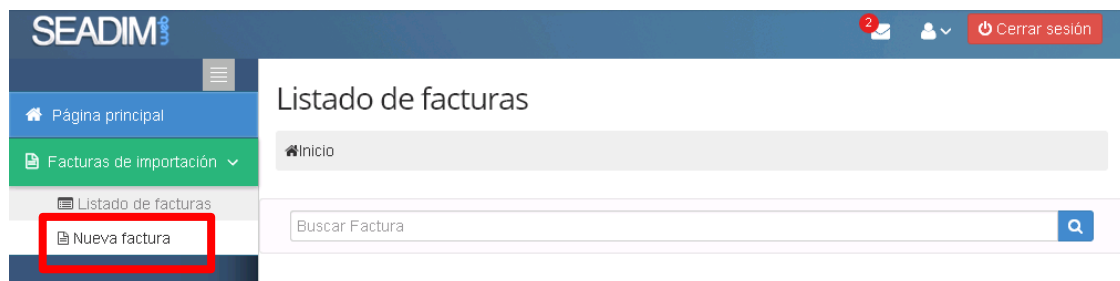 SEADIM web
2
Cerrar sesión
Página principal
Facturas de importación
Listado de facturas
Nueva factura
Listado de facturas
Inicio
Buscar Factura